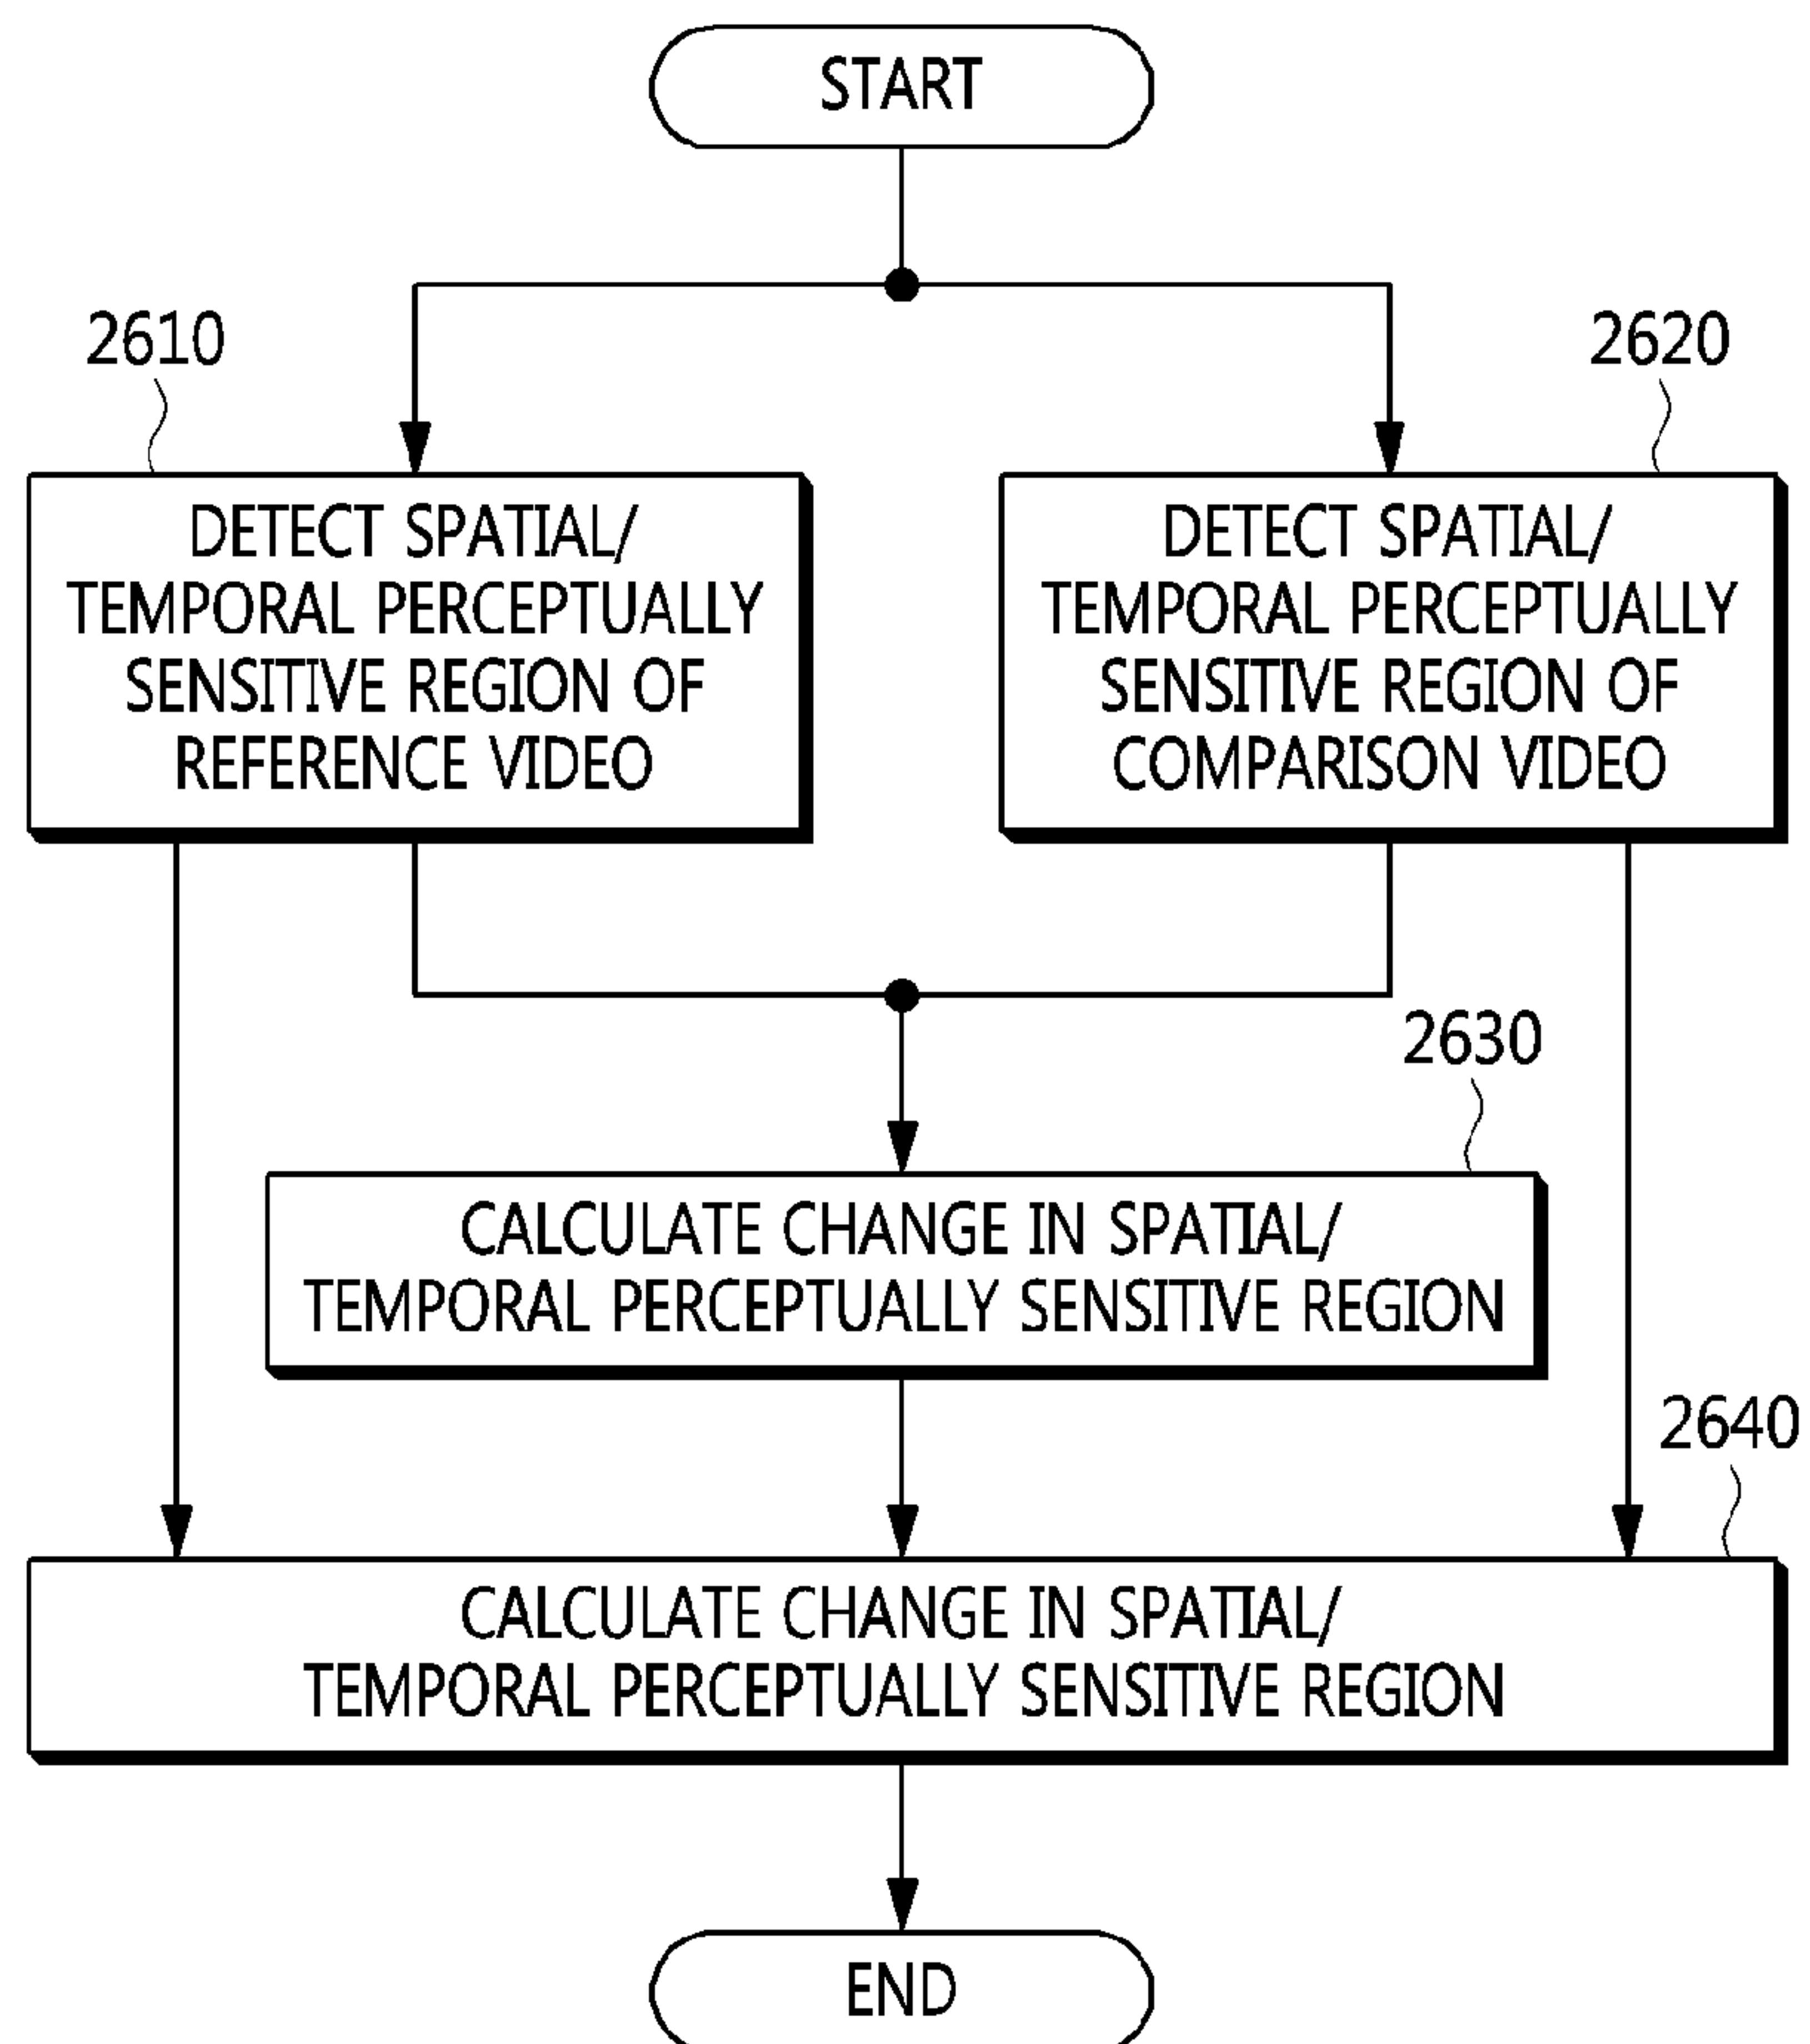 START
2610
2620
DETECT SPATIAL/
TEMPORAL PERCEPTUALLY
SENSITIVE REGION OF
REFERENCE VIDEO
DETECT SPATIAL/
TEMPORAL PERCEPTUALLY
SENSITIVE REGION OF
COMPARISON VIDEO
2630
CALCULATE CHANGE IN SPATIAL/
TEMPORAL PERCEPTUALLY SENSITIVE REGION
2640
CALCULATE CHANGE IN SPATIAL/
TEMPORAL PERCEPTUALLY SENSITIVE REGION
END